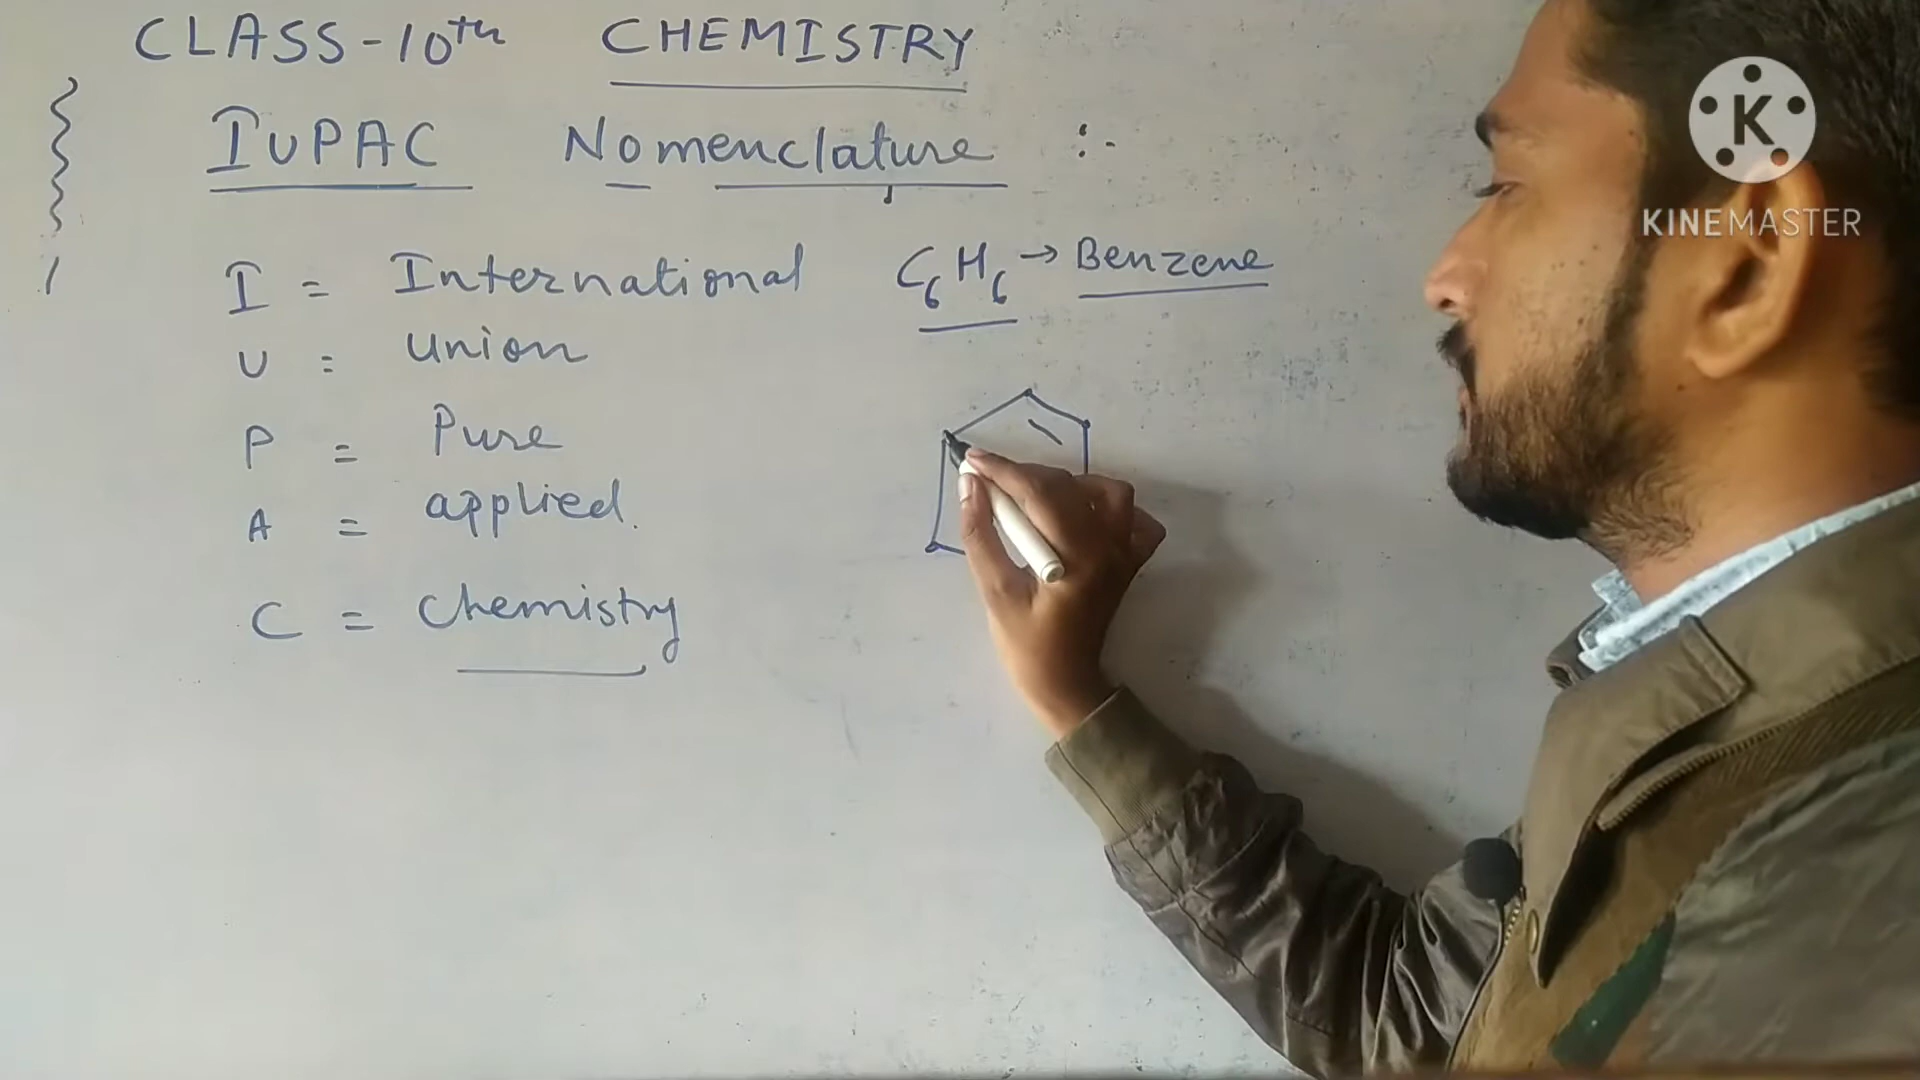 CLASS-10th CHEMISTRY
IUPAC Nomenclature :-
I = International
C6H6 → Benzene
U = Union
P = Pure
A = applied.
C = Chemistry
K
KINEMASTER